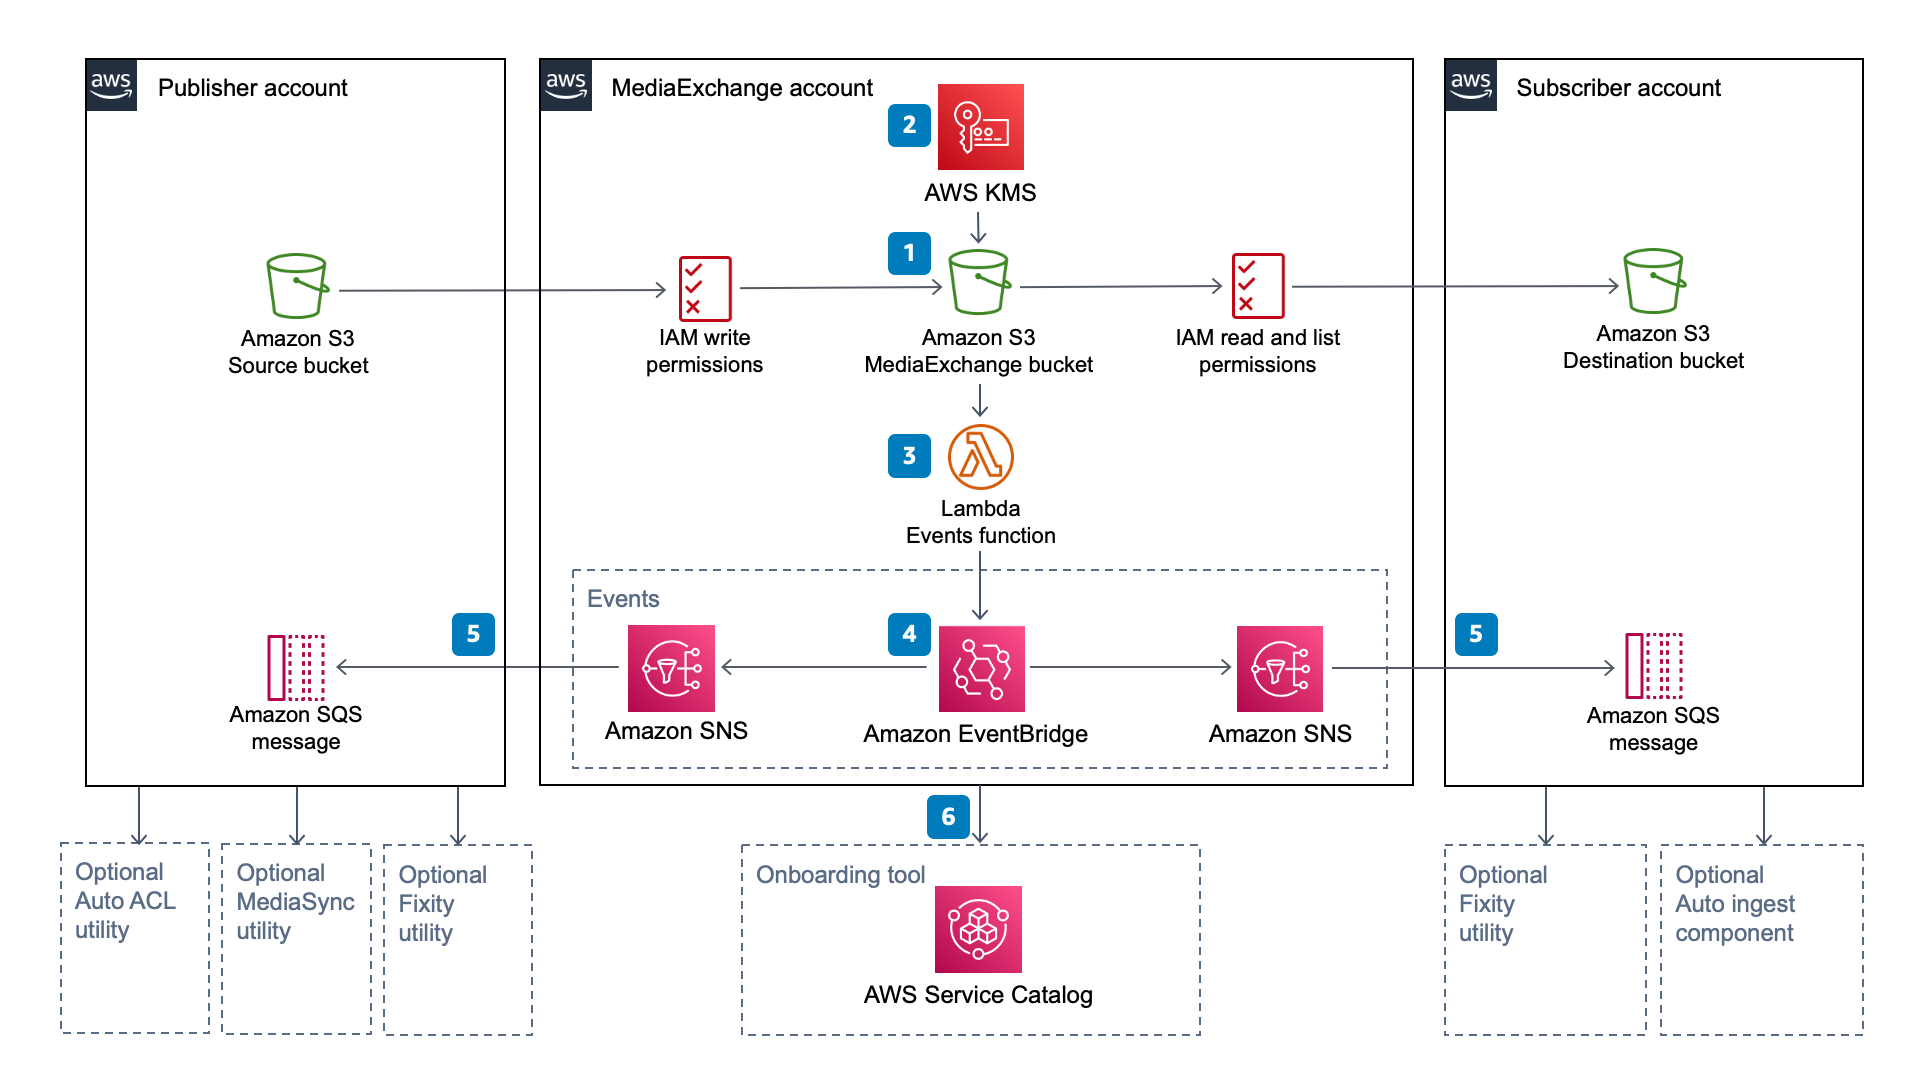 aws
Publisher account
aws
MediaExchange account
aws
Subscriber account
2
AWS KMS
1
Amazon S3
Source bucket
IAM write
permissions
Amazon S3
MediaExchange bucket
IAM read and list
permissions
Amazon S3
Destination bucket
3
Lambda
Events function
Events
5
4
5
Amazon SQS
message
Amazon SNS
Amazon EventBridge
Amazon SNS
Amazon SQS
message
6
Optional
Auto ACL
utility
Optional
MediaSync
utility
Optional
Fixity
utility
Onboarding tool
AWS Service Catalog
Optional
Fixity
utility
Optional
Auto ingest
component